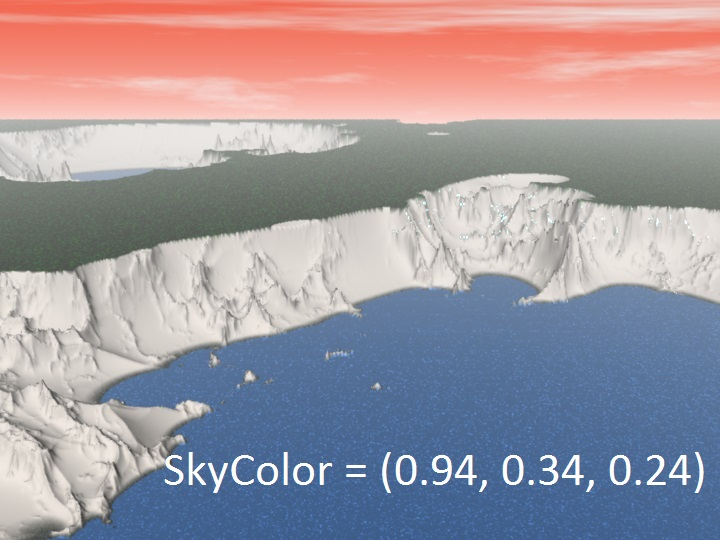 SkyColor = (0.94, 0.34, 0.24)